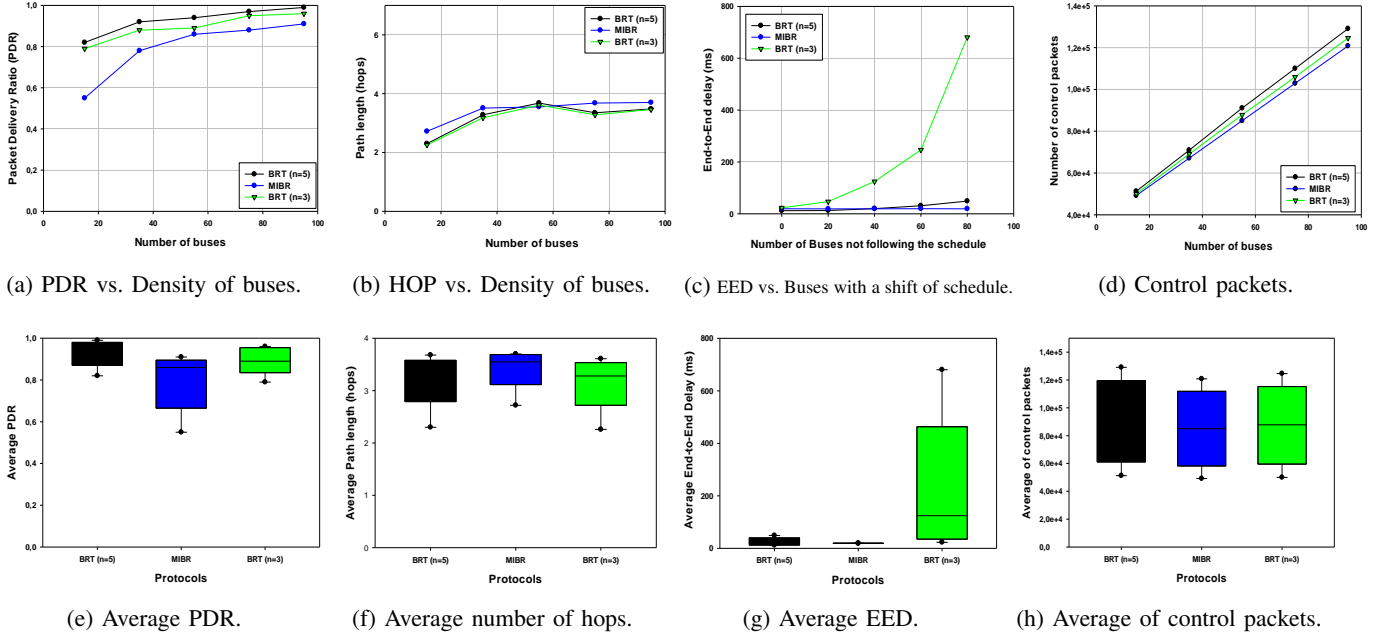 1,0
0,8
0,6
0,4
0,2
0,0
Packet Delivery Ratio (PDR)
0 20 40 60 80 100
Number of buses
BRT (n=5)
MIBR
BRT (n=3)
(a) PDR vs. Density of buses.
6
4
2
0
Path length (hops)
0 20 40 60 80 100
Number of buses
BRT (n=5)
MIBR
BRT (n=3)
(b) HOP vs. Density of buses.
800
600
400
200
0
End-to-End delay (ms)
0 20 40 60 80 100
Number of Buses not following the schedule
BRT (n=5)
MIBR
BRT (n=3)
(c) EED vs. Buses with a shift of schedule.
1,4e+5
1,2e+5
1,0e+5
8,0e+4
6,0e+4
4,0e+4
Number of control packets
0 20 40 60 80 100
Number of buses
BRT (n=5)
MIBR
BRT (n=3)
(d) Control packets.
1,0
0,8
0,6
0,4
0,2
0,0
Average PDR
BRT (n=5) MIBR BRT (n=3)
Protocols
(e) Average PDR.
4
3
2
1
0
Average Path length (hops)
BRT (n=5) MIBR BRT (n=3)
Protocols
(f) Average number of hops.
800
600
400
200
0
Average End-to-End Delay (ms)
BRT (n=5) MIBR BRT (n=3)
Protocols
(g) Average EED.
1,4e+5
1,2e+5
1,0e+5
8,0e+4
6,0e+4
4,0e+4
2,0e+4
0,0
Average of control packets
BRT (n=5) MIBR BRT (n=3)
Protocols
(h) Average of control packets.